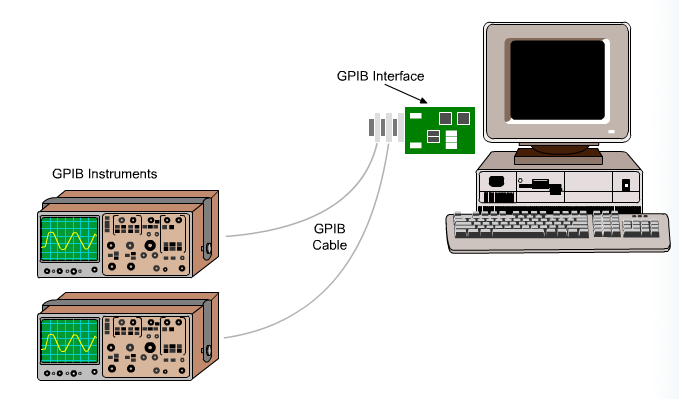 GPIB Interface
GPIB Instruments
GPIB
Cable